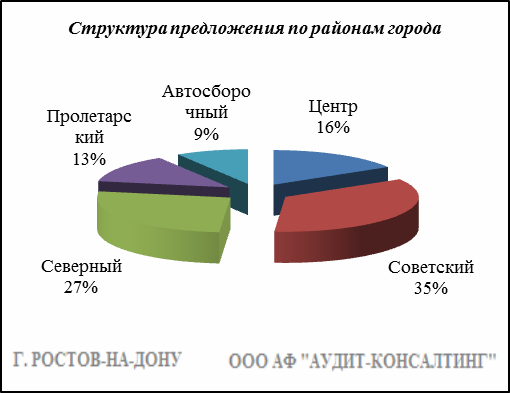 Структура предложения по районам города
Автосборо
чный
9%
Центр
16%
Пролетарс
кий
13%
Северный
27%
Советский
35%
Г. РОСТОВ-НА-ДОНУ
ООО АФ "АУДИТ-КОНСАЛТИНГ"